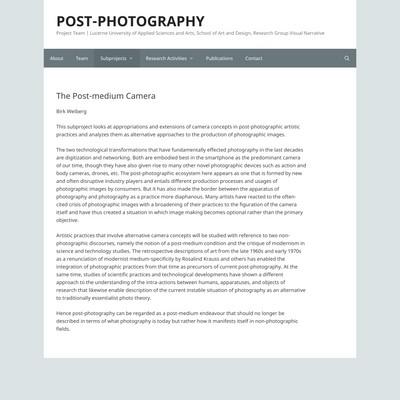 POST-PHOTOGRAPHY
Project Team | Lucerne University of Applied Sciences and Arts, School of Art and Design, Research Group Visual Narrative
About Team Subprojects Research Activities Publications Contact
The Post-medium Camera
Birk Weiberg
This subproject looks at appropriations and extensions of camera concepts in post-photographic artistic
practices and analyzes them as alternative approaches to the production of photographic images.
The two technological transformations that have fundamentally effected photography in the last decades
are digitization and networking. Both are embodied best in the smartphone as the predominant camera
of our time, though they have also given rise to many other novel photographic devices such as action and
body cameras, drones, etc. The post-photographic ecosystem here appears as one that is formed by new
and often disruptive industry players and entails different production processes and usages of
photographic images by consumers. But it has also made the border between the apparatus of
photography and photography as a practice more diaphanous. Many artists have reacted to the often-
cited crisis of photographic images with a broadening of their practices to the figuration of the camera
itself and have thus created a situation in which image making becomes optional rather than the primary
objective.
Artistic practices that involve alternative camera concepts will be studied with reference to two non-
photographic discourses, namely the notion of a post-medium condition and the critique of modernism in
science and technology studies. The retrospective descriptions of art from the late 1960s and early 1970s
as a renunciation of modernist medium-specificity by Rosalind Krauss and others has enabled the
integration of photographic practices from that time as precursors of current post-photography. At the
same time, studies of scientific practices and technological developments have shown a different
approach to the understanding of the intra-actions between humans, apparatuses, and objects of
research that likewise enable description of the current instable situation of photography as an alternative
to traditionally essentialist photo theory.
Hence post-photography can be regarded as a post-medium endeavour that should no longer be
described in terms of what photography is today but rather how it manifests itself in non-photographic
fields.